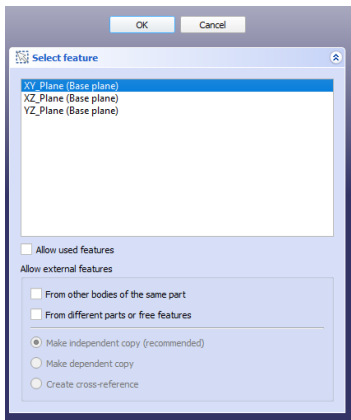 OK Cancel
Select feature
XY_Plane (Base plane)
XZ_Plane (Base plane)
YZ_Plane (Base plane)
Allow used features
Allow external features
From other bodies of the same part
From different parts or free features
Make independent copy (recommended)
Make dependent copy
Create cross-reference